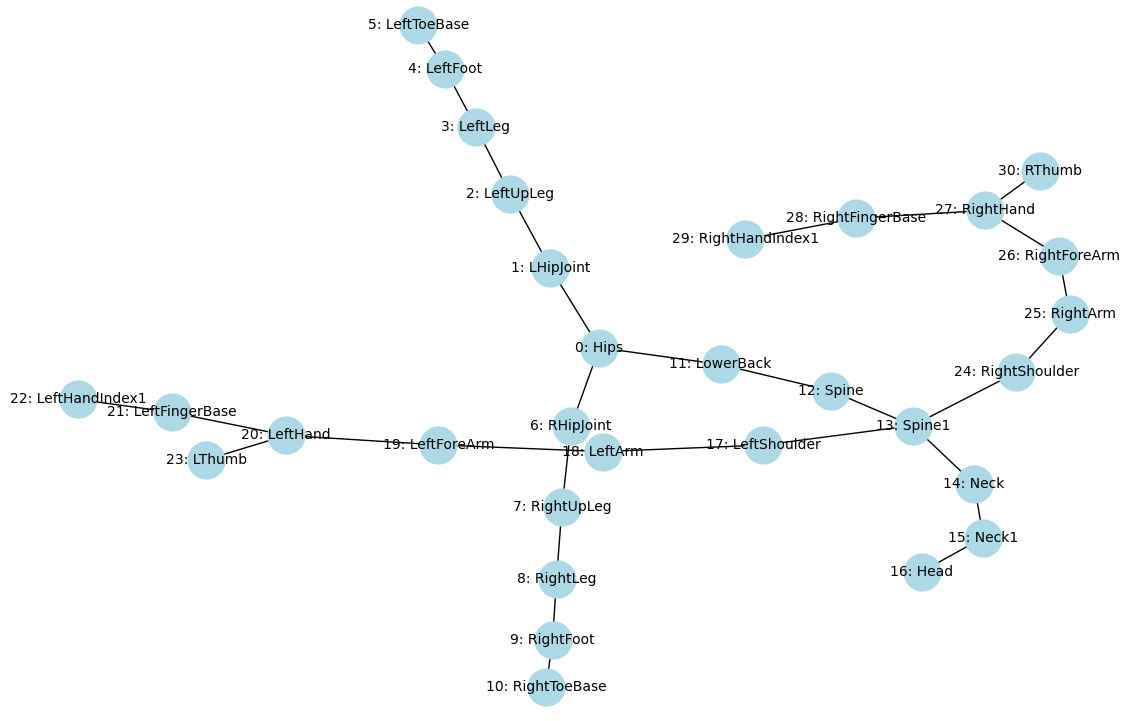 5: LeftToeBase
4: LeftFoot
3: LeftLeg
30: RThumb
2: LeftUpLeg
27: RightHand
28: RightFingerBase
29: RightHandIndex1
26: RightForeArm
1: LHipJoint
25: RightArm
0: Hips
11: LowerBack
24: RightShoulder
12: Spine
22: LeftHandIndex1
21: LeftFingerBase
6: RHipJoint
13: Spine1
20: LeftHand
19: LeftForeArm
17: LeftShoulder
18: LeftArm
23: LThumb
14: Neck
7: RightUpLeg
15: Neck1
16: Head
8: RightLeg
9: RightFoot
10: RightToeBase